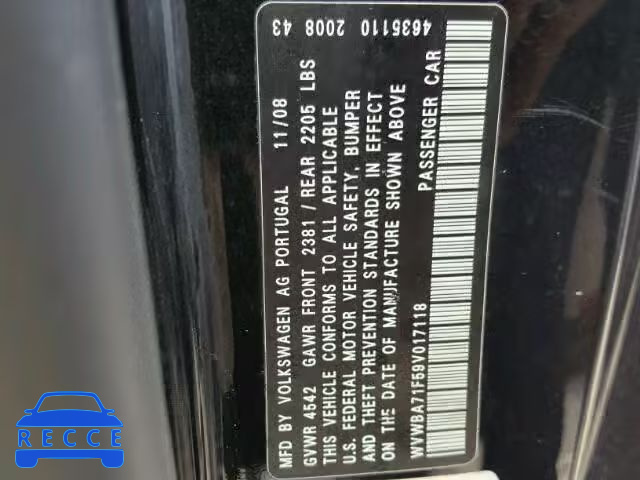 43 2008 4635110
MFD BY VOLKSWAGEN AG PORTUGAL 11/08
GVWR 4542 GAWR FRONT 2381 / REAR 2205 LBS
THIS VEHICLE CONFORMS TO ALL APPLICABLE
U.S. FEDERAL MOTOR VEHICLE SAFETY, BUMPER
AND THEFT PREVENTION STANDARDS IN EFFECT
ON THE DATE OF MANUFACTURE SHOWN ABOVE
WVWBA71F59V017118 PASSENGER CAR
RECCE